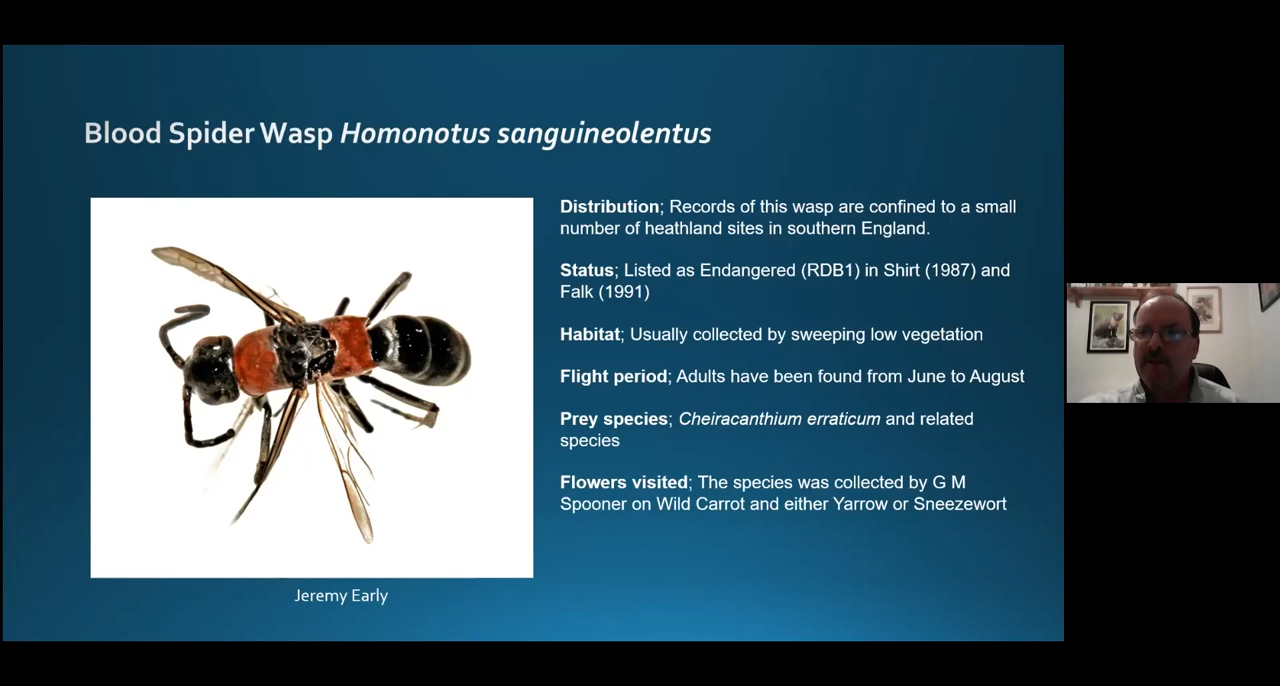 Blood Spider Wasp Homonotus sanguineolentus
Distribution; Records of this wasp are confined to a small
number of heathland sites in southern England.
Status; Listed as Endangered (RDB1) in Shirt (1987) and
Falk (1991)
Habitat; Usually collected by sweeping low vegetation
Flight period; Adults have been found from June to August
Prey species; Cheiracanthium erraticum and related
species
Flowers visited; The species was collected by G M
Spooner on Wild Carrot and either Yarrow or Sneezewort
Jeremy Early